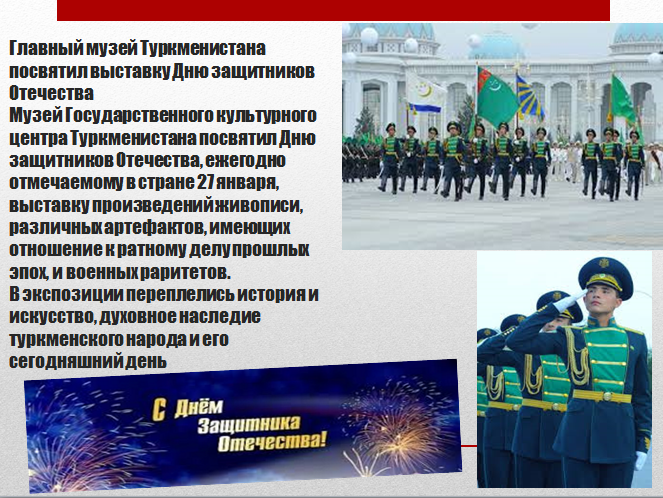 Главный музей Туркменистана
посвятил выставку Дню защитников
Отечества
Музей Государственного культурного
центра Туркменистана посвятил Дню
защитников Отечества, ежегодно
отмечаемому в стране 27 января,
выставку произведений живописи,
различных артефактов, имеющих
отношение к ратному делу прошлых
эпох, и военных раритетов.
В экспозиции переплелись история и
искусство, духовное наследие
туркменского народа и его
сегодняшний день
С Днём
Защитника
Отечества!